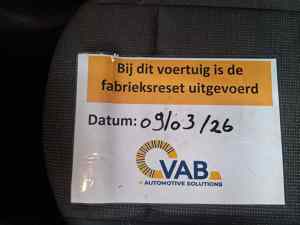 Bij dit voertuig is de
fabrieksreset uitgevoerd
Datum: 09/03/26
VAB
AUTOMOTIVE SOLUTIONS